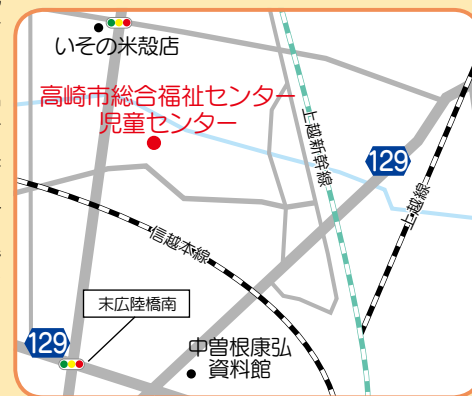 いその米穀店
高崎市総合福祉センター
児童センター
上越新幹線
129
上越線
信越本線
末広陸橋南
129
中曽根康弘
資料館